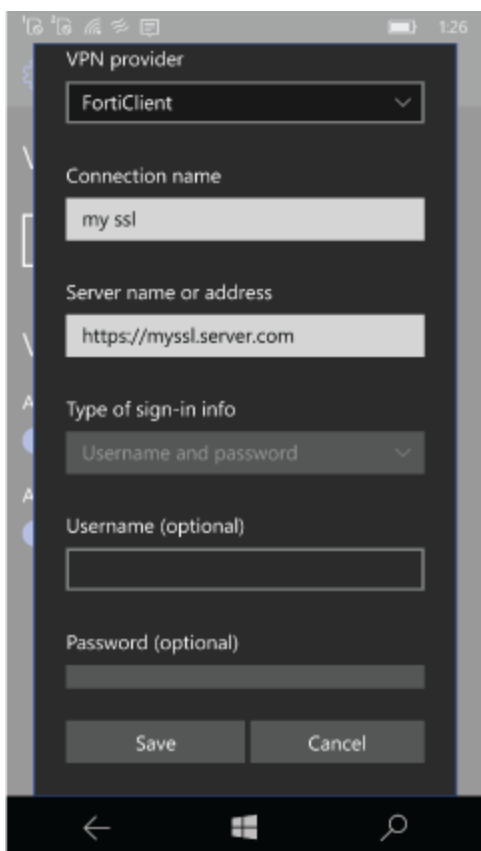 1:26
VPN provider
FortiClient
Connection name
my ssl
Server name or address
https://myssl.server.com
Type of sign-in info
Username and password
Username (optional)
Password (optional)
Save
Cancel